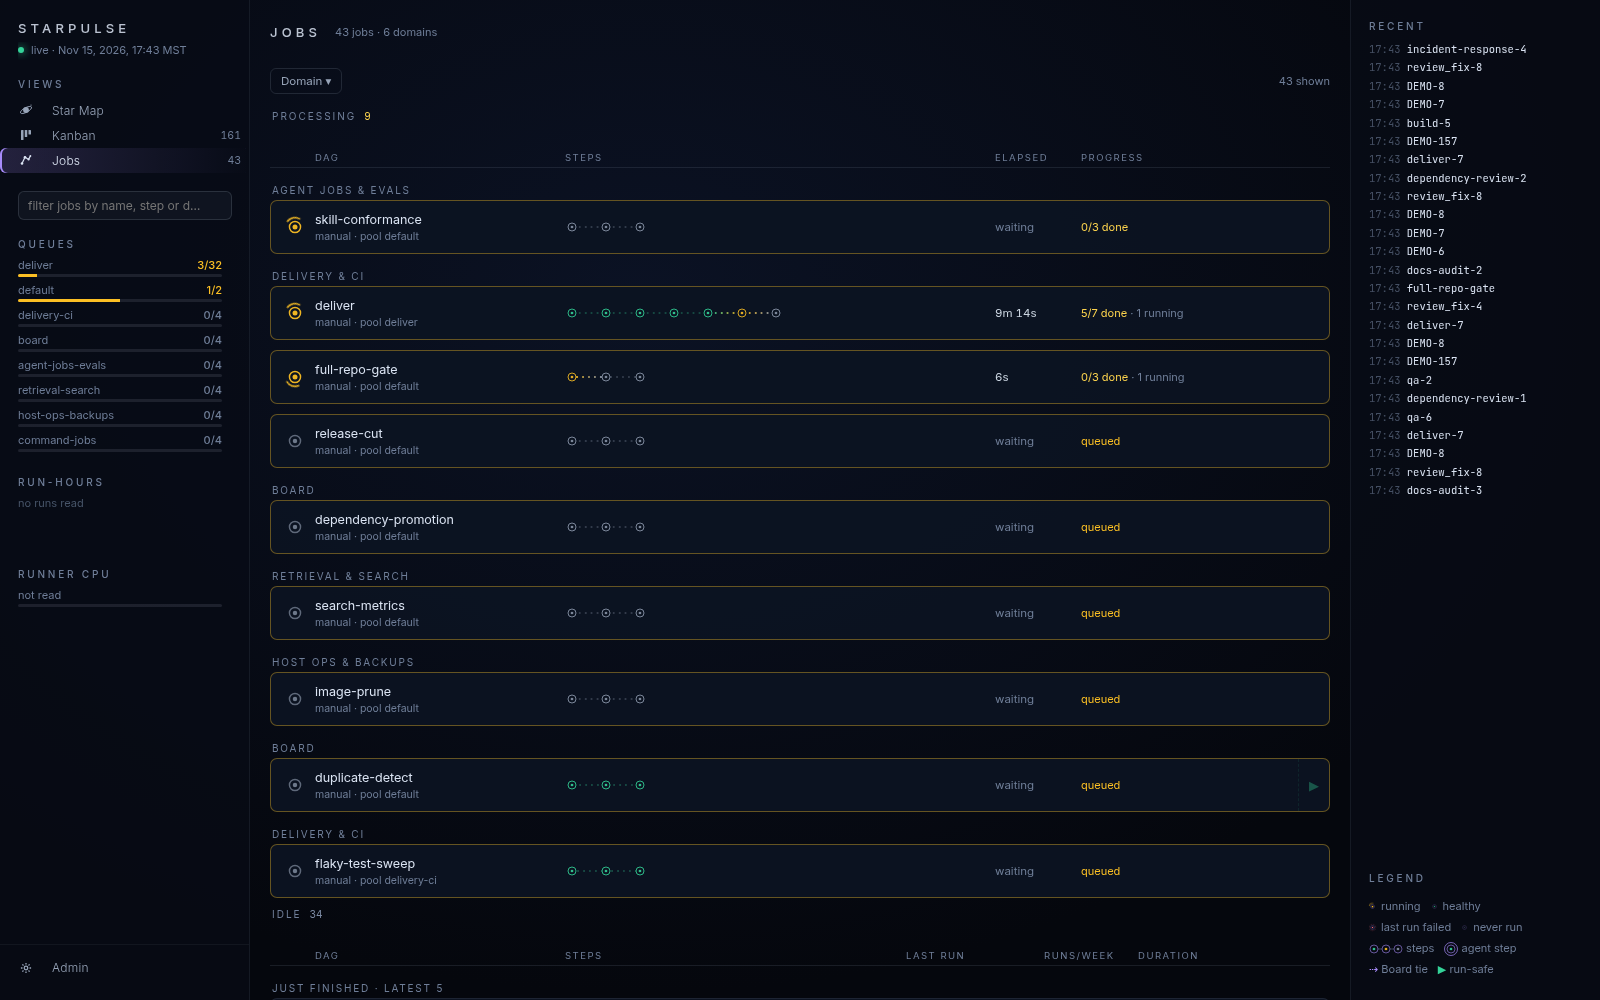 STARPULSE
live · Nov 15, 2026, 17:43 MST
VIEWS
Star Map
Kanban 161
Jobs 43
filter jobs by name, step or d...
QUEUES
deliver 3/32
default 1/2
delivery-ci 0/4
board 0/4
agent-jobs-evals 0/4
retrieval-search 0/4
host-ops-backups 0/4
command-jobs 0/4
RUN-HOURS
no runs read
RUNNER CPU
not read
Admin
JOBS 43 jobs · 6 domains
Domain ▾ 43 shown
PROCESSING 9
DAG STEPS ELAPSED PROGRESS
AGENT JOBS & EVALS
skill-conformance waiting 0/3 done
manual · pool default
DELIVERY & CI
deliver 9m 14s 5/7 done · 1 running
manual · pool deliver
full-repo-gate 6s 0/3 done · 1 running
manual · pool default
release-cut waiting queued
manual · pool default
BOARD
dependency-promotion waiting queued
manual · pool default
RETRIEVAL & SEARCH
search-metrics waiting queued
manual · pool default
HOST OPS & BACKUPS
image-prune waiting queued
manual · pool default
BOARD
duplicate-detect waiting queued
manual · pool default
DELIVERY & CI
flaky-test-sweep waiting queued
manual · pool delivery-ci
IDLE 34
DAG STEPS LAST RUN RUNS/WEEK DURATION
JUST FINISHED · LATEST 5
RECENT
17:43 incident-response-4
17:43 review_fix-8
17:43 DEMO-8
17:43 DEMO-7
17:43 build-5
17:43 DEMO-157
17:43 deliver-7
17:43 dependency-review-2
17:43 review_fix-8
17:43 DEMO-8
17:43 DEMO-7
17:43 DEMO-6
17:43 docs-audit-2
17:43 full-repo-gate
17:43 review_fix-4
17:43 deliver-7
17:43 DEMO-8
17:43 DEMO-157
17:43 qa-2
17:43 dependency-review-1
17:43 qa-6
17:43 deliver-7
17:43 DEMO-8
17:43 review_fix-8
17:43 docs-audit-3
LEGEND
running healthy
last run failed never run
steps agent step
Board tie run-safe